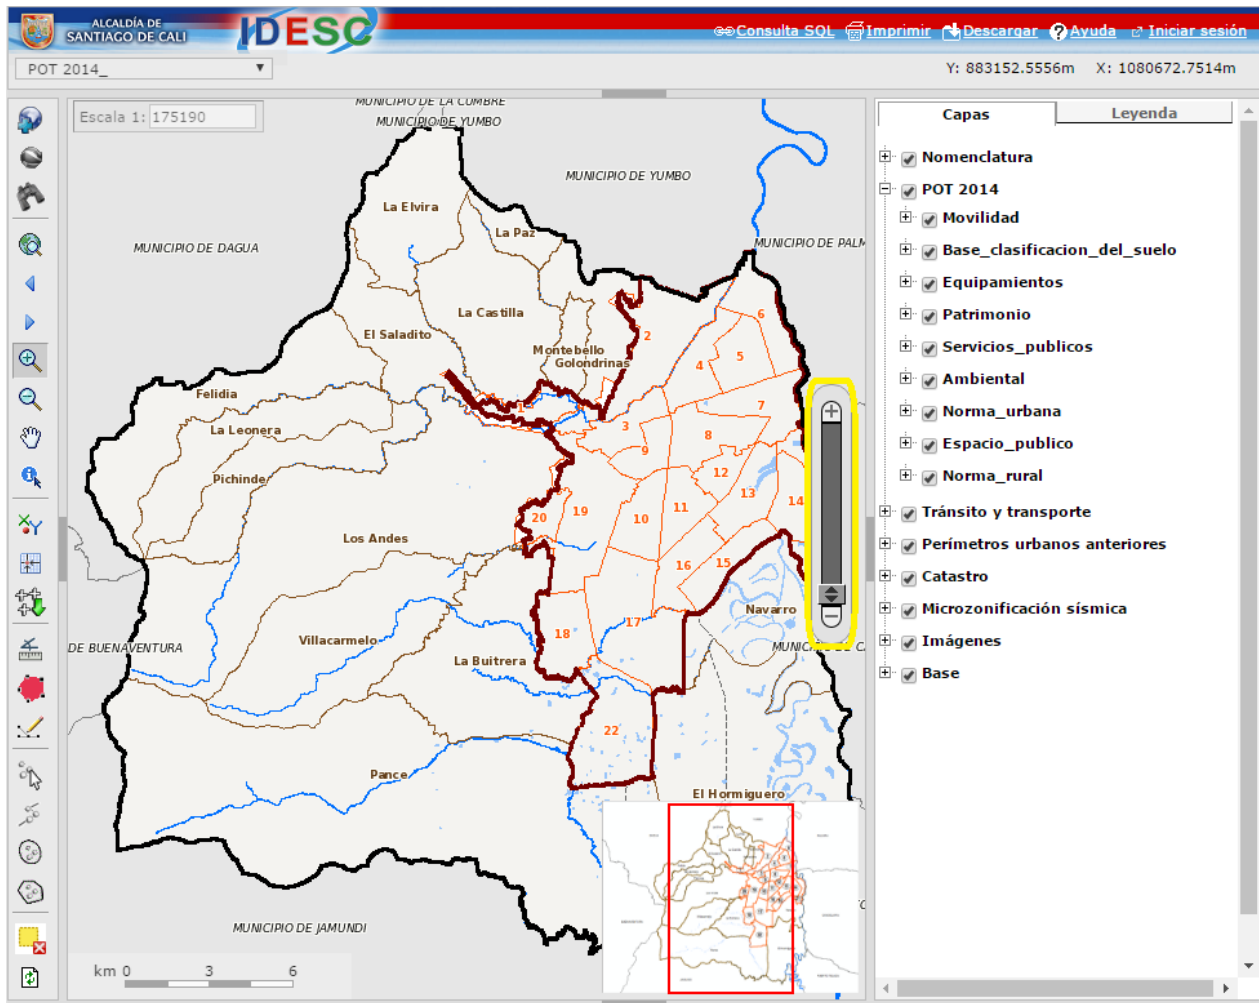 ALCALDÍA DE
SANTIAGO DE CALI
IDESC
Consulta SQL Imprimir Descargar Ayuda Iniciar sesión
POT 2014_
Y: 883152.5556m X: 1080672.7514m
Escala 1: 175190
MUNICIPIO DE LA CUMBRE
MUNICIPIO DE YUMBO
MUNICIPIO DE YUMBO
MUNICIPIO DE DAGUA
MUNICIPIO DE PALM
La Elvira
La Paz
La Castilla
El Saladito
Montebello
Golondrinas
Felidia
La Leonera
Pichinde
Los Andes
Villacarmelo
La Buitrera
Pance
Navarro
El Hormiguero
DE BUENAVENTURA
MUNICIPIO DE JAMUNDI
1
2
3
4
5
6
7
8
9
10
11
12
13
14
15
16
17
18
19
20
22
km 0 3 6
Capas Leyenda
Nomenclatura
POT 2014
Movilidad
Base_clasificacion_del_suelo
Equipamientos
Patrimonio
Servicios_publicos
Ambiental
Norma_urbana
Espacio_publico
Norma_rural
Tránsito y transporte
Perímetros urbanos anteriores
Catastro
Microzonificación sísmica
Imágenes
Base